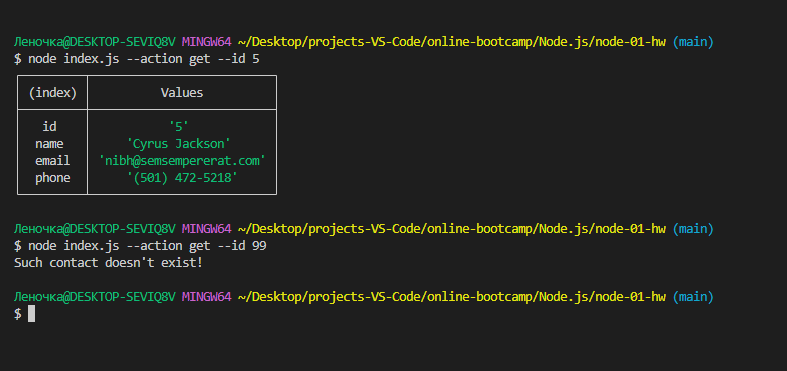 Леночка@DESKTOP-SEVIQ8V MINGW64 ~/Desktop/projects-VS-Code/online-bootcamp/Node.js/node-01-hw (main)
$ node index.js --action get --id 5
(index) Values
id '5'
name 'Cyrus Jackson'
email 'nibh@semsempererat.com'
phone '(501) 472-5218'
Леночка@DESKTOP-SEVIQ8V MINGW64 ~/Desktop/projects-VS-Code/online-bootcamp/Node.js/node-01-hw (main)
$ node index.js --action get --id 99
Such contact doesn't exist!
Леночка@DESKTOP-SEVIQ8V MINGW64 ~/Desktop/projects-VS-Code/online-bootcamp/Node.js/node-01-hw (main)
$